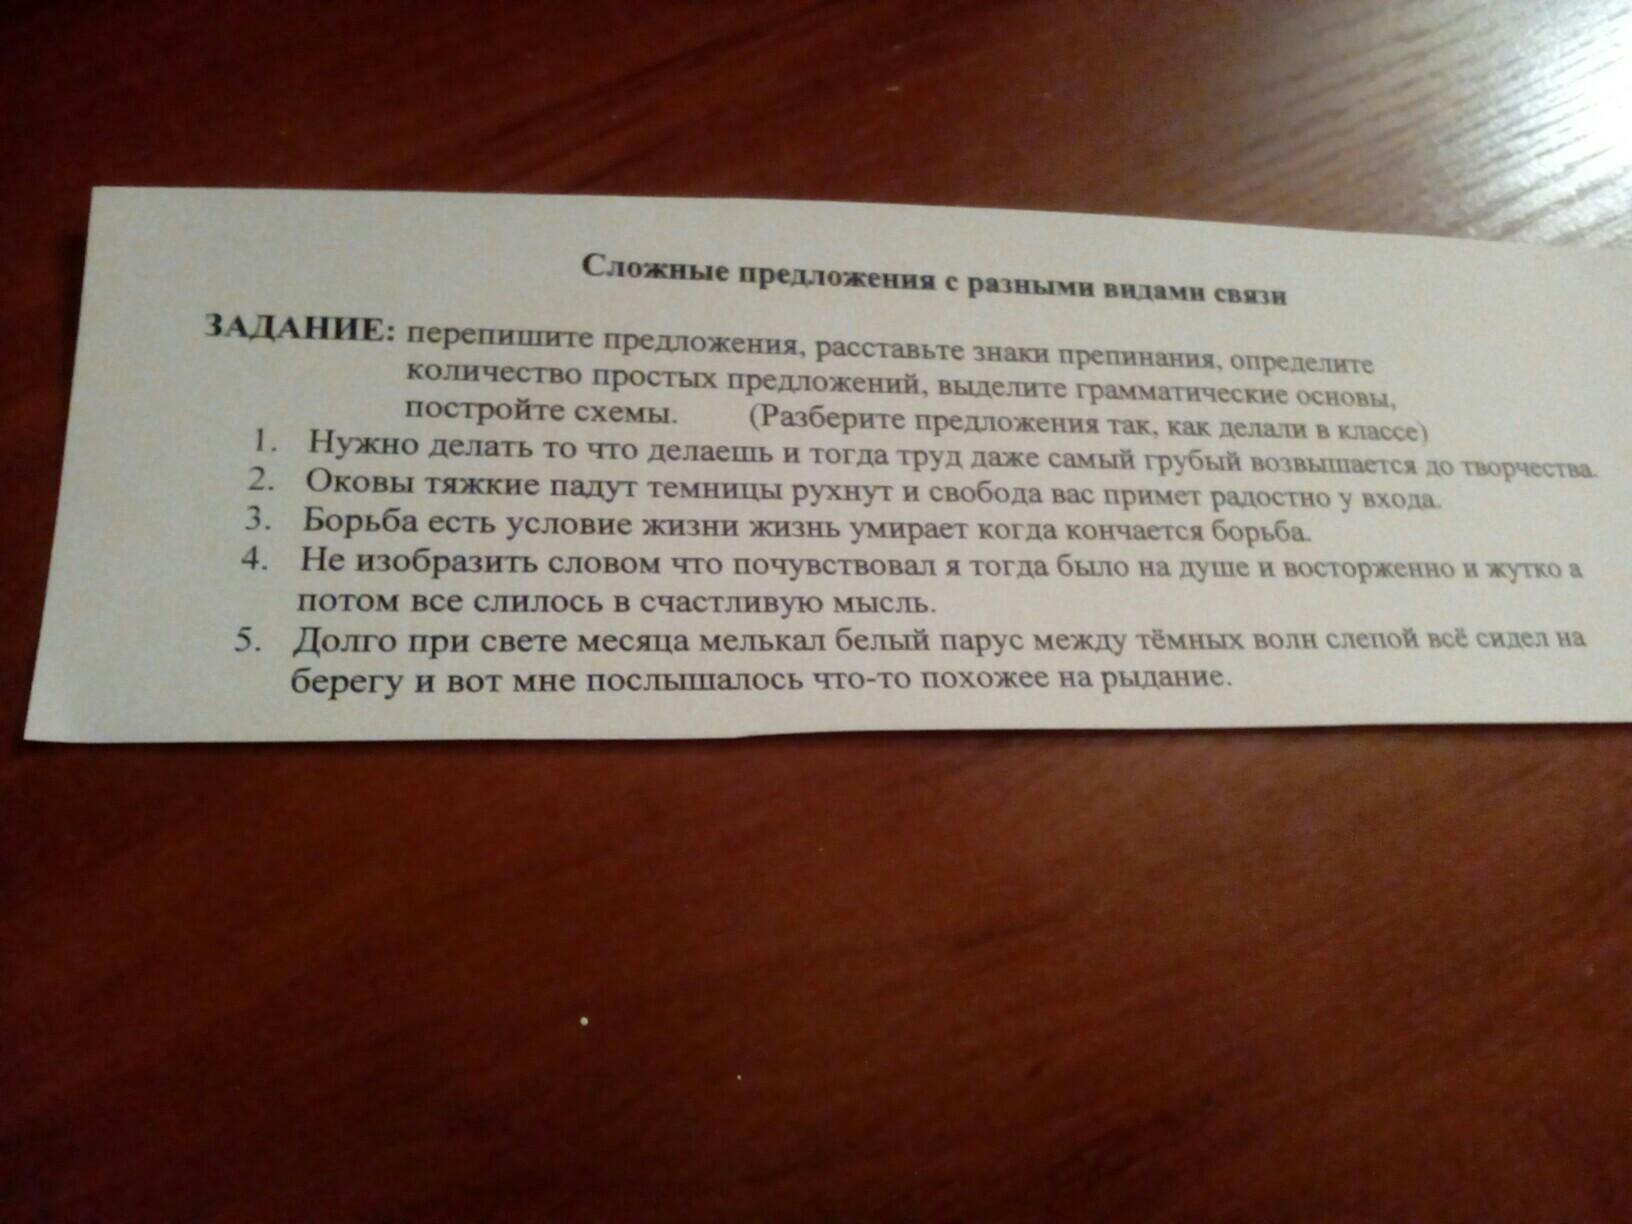 Сложные предложения с разными видами связи
ЗАДАНИЕ: перепишите предложения, расставьте знаки препинания, определите
количество простых предложений, выделите грамматические основы,
постройте схемы. (Разберите предложения так, как делали в классе)
1. Нужно делать то что делаешь и тогда труд даже самый грубый возвышается до творчества.
2. Оковы тяжкие падут темницы рухнут и свобода вас примет радостно у входа.
3. Борьба есть условие жизни жизнь умирает когда кончается борьба.
4. Не изобразить словом что почувствовал я тогда было на душе и восторженно и жутко а
потом все слилось в счастливую мысль.
5. Долго при свете месяца мелькал белый парус между тёмных волн слепой всё сидел на
берегу и вот мне послышалось что-то похожее на рыдание.